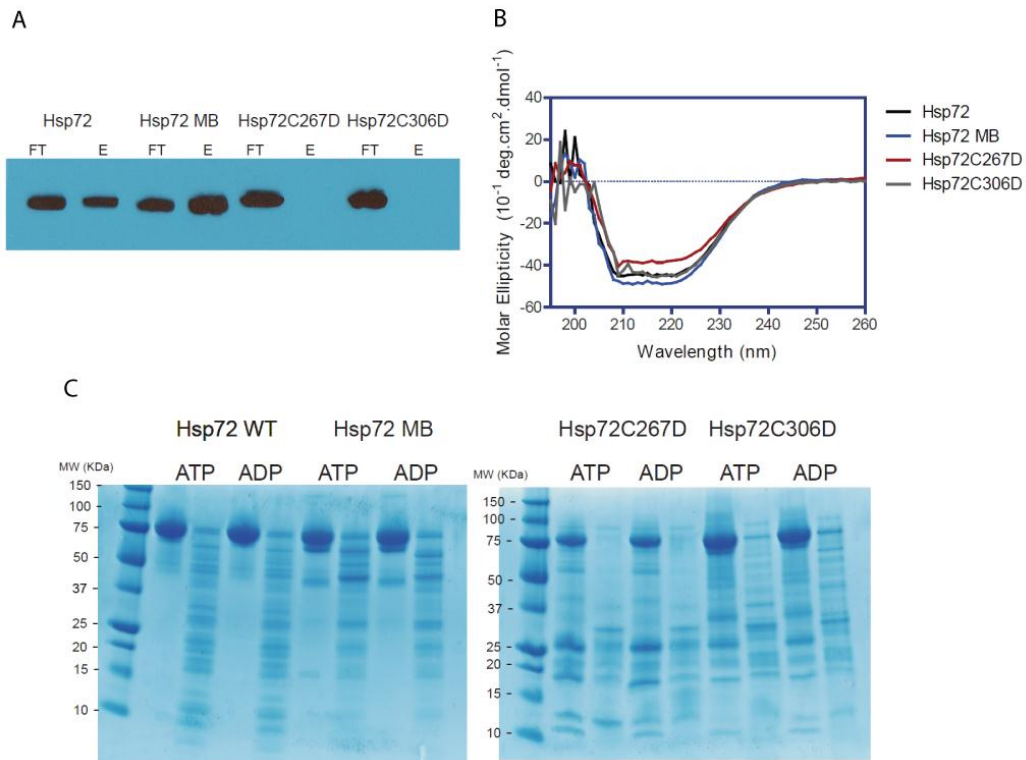 A
Hsp72 Hsp72 MB Hsp72C267D Hsp72C306D
FT E FT E FT E FT E
B
Molar Ellipticity (10⁻¹ deg.cm².dmol⁻¹)
40
20
0
-20
-40
-60
200 210 220 230 240 250 260
Wavelength (nm)
Hsp72
Hsp72 MB
Hsp72C267D
Hsp72C306D
C
Hsp72 WT Hsp72 MB
MW (KDa) ATP ADP ATP ADP
150
100
75
50
37
25
20
15
10
Hsp72C267D Hsp72C306D
MW (KDa) ATP ADP ATP ADP
150
100
75
50
37
25
20
15
10